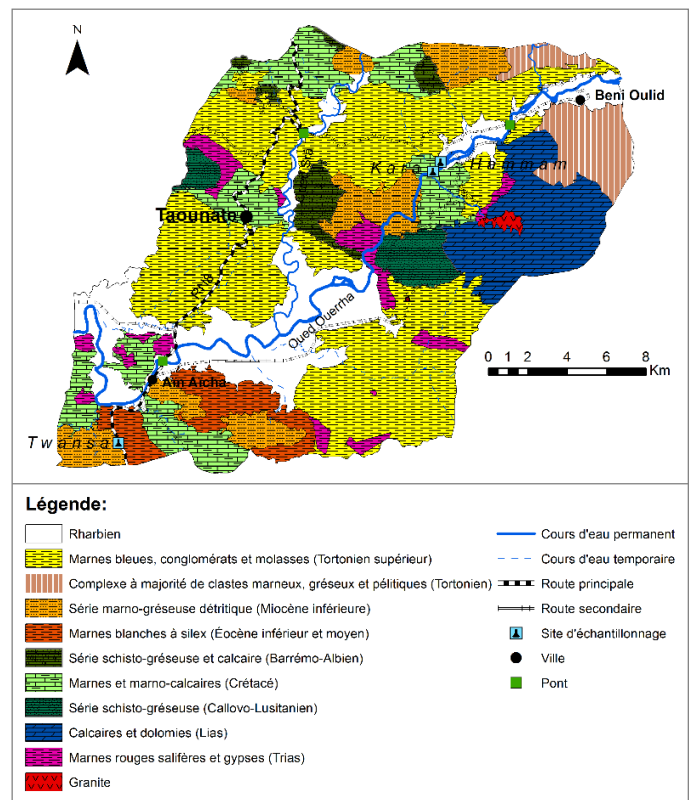 N
Beni Oulid
Kara
Hammam
Taounate
RN8
Oued Ouerrha
0 1 2 4 6 8
Km
Ain Aicha
Twansa
Légende:
Rharbien
Marnes bleues, conglomérats et molasses (Tortonien supérieur)
Complexe à majorité de clastes marneux, gréseux et pélitiques (Tortonien)
Série marno-gréseuse détritique (Miocène inférieure)
Marnes blanches à silex (Éocène inférieur et moyen)
Série schisto-gréseuse et calcaire (Barrémo-Albien)
Marnes et marno-calcaires (Crétacé)
Série schisto-gréseuse (Callovo-Lusitanien)
Calcaires et dolomies (Lias)
Marnes rouges salifères et gypses (Trias)
Granite
Cours d'eau permanent
Cours d'eau temporaire
Route principale
Route secondaire
Site d'échantillonnage
Ville
Pont